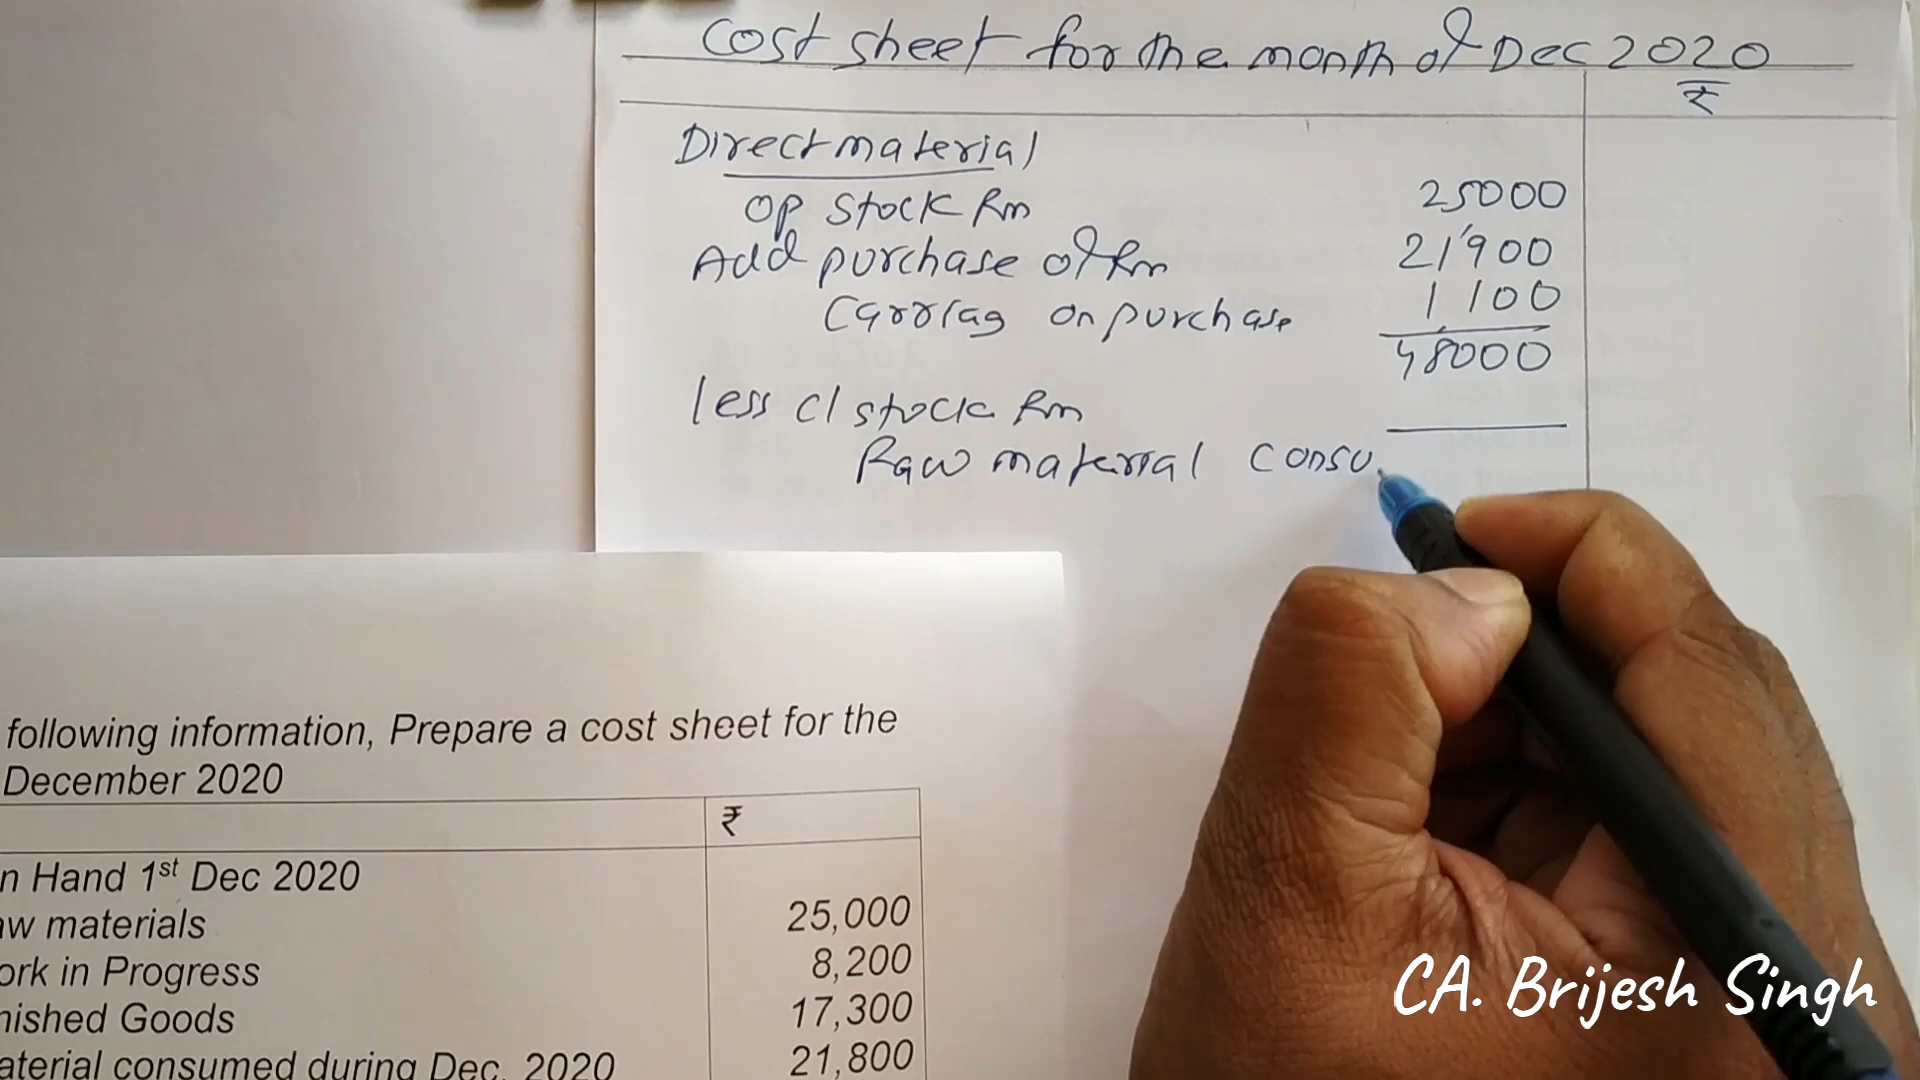 Cost sheet for the month of Dec 2020
₹
Direct material
op stock Rm 25000
Add purchase of Rm 21900
Carriag on purchase 1100
48000
less cl stock Rm
Raw material consu
following information, Prepare a cost sheet for the
December 2020
₹
n Hand 1st Dec 2020
aw materials 25,000
ork in Progress 8,200
nished Goods 17,300
aterial consumed during Dec. 2020 21,800
CA. Brijesh Singh